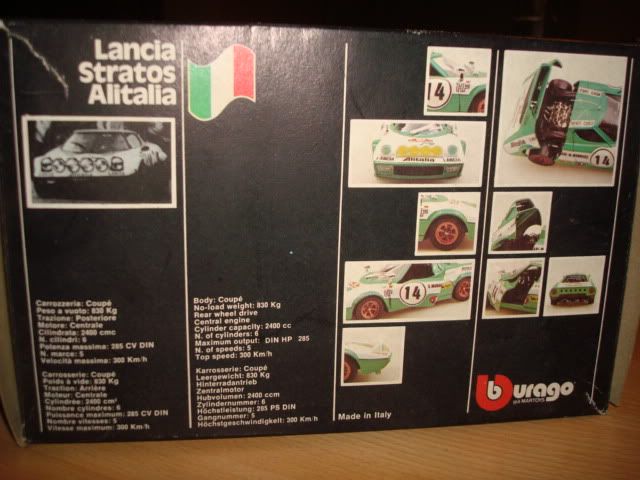 Lancia
Stratos
Alitalia
Carrozzeria: Coupé
Peso a vuoto: 830 Kg
Trazione: Posteriore
Motore: Centrale
Cilindrata: 2400 cmc
N. cilindri: 6
Potenza massima: 285 CV DIN
N. marce: 5
Velocità massima: 300 Km/h
Carrosserie: Coupé
Poids à vide: 830 Kg
Traction: Arrière
Moteur: Central
Cylindrée: 2400 cm³
Nombre cylindres: 6
Puissance maximum: 285 CV DIN
Nombre vitesses: 5
Vitesse maximum: 300 Km/h
Body: Coupé
No-load weight: 830 Kg
Rear wheel drive
Central engine
Cylinder capacity: 2400 cc
N. of cylinders: 6
Maximum output: DIN HP 285
N. of speeds: 5
Top speed: 300 Km/h
Karosserie: Coupé
Leergewicht: 830 Kg
Hinterradantrieb
Zentralmotor
Hubvolumen: 2400 ccm
Zylindernummer: 6
Höchstleistung: 285 PS DIN
Gangnummer: 5
Höchstgeschwindigkeit: 300 Km/h
14
Alitalia
14
14
Made in Italy
burago